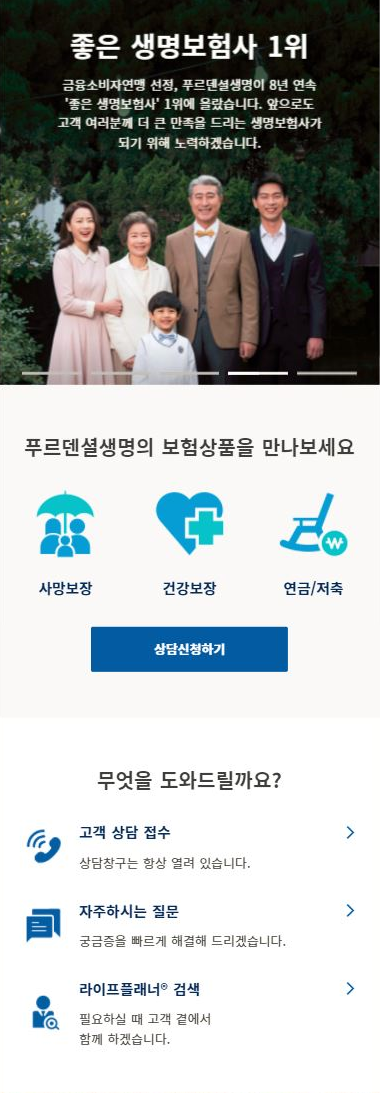 좋은 생명보험사 1위
금융소비자연맹 선정, 푸르덴셜생명이 8년 연속
'좋은 생명보험사' 1위에 올랐습니다. 앞으로도
고객 여러분께 더 큰 만족을 드리는 생명보험사가
되기 위해 노력하겠습니다.
푸르덴셜생명의 보험상품을 만나보세요
사망보장 건강보장 연금/저축
상담신청하기
무엇을 도와드릴까요?
고객 상담 접수
상담창구는 항상 열려 있습니다.
자주하시는 질문
궁금증을 빠르게 해결해 드리겠습니다.
라이프플래너® 검색
필요하실 때 고객 곁에서
함께 하겠습니다.